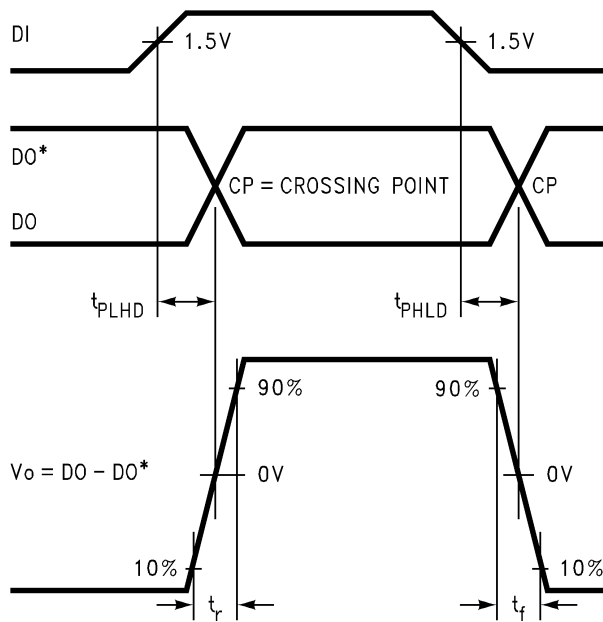 DI
1.5V
1.5V
DO*
CP = CROSSING POINT
CP
DO
tPLHD
tPHLD
90%
90%
Vo = DO - DO*
0V
0V
10%
10%
tr
tf